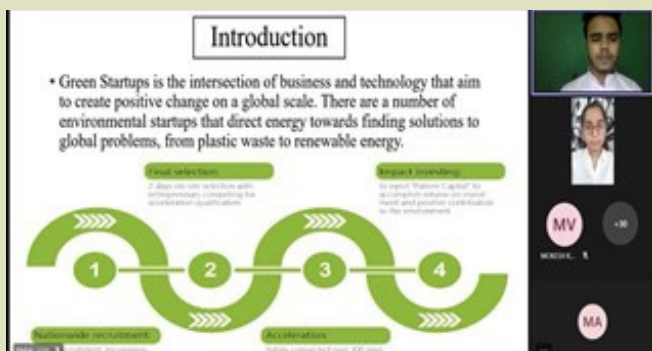 Introduction
• Green Startups is the intersection of business and technology that aim
to create positive change on a global scale. There are a number of
environmental startups that direct energy towards finding solutions to
global problems, from plastic waste to renewable energy.
Final selection:
2 days on-site selection with
entrepreneurs competing for
acceleration qualification
Impact investing:
to inject "Patient Capital" to
accomplish returns on invest-
ment and positive contribution
to the environment
1
2
3
4
Nationwide recruitment:
Acceleration:
MV
+30
MA